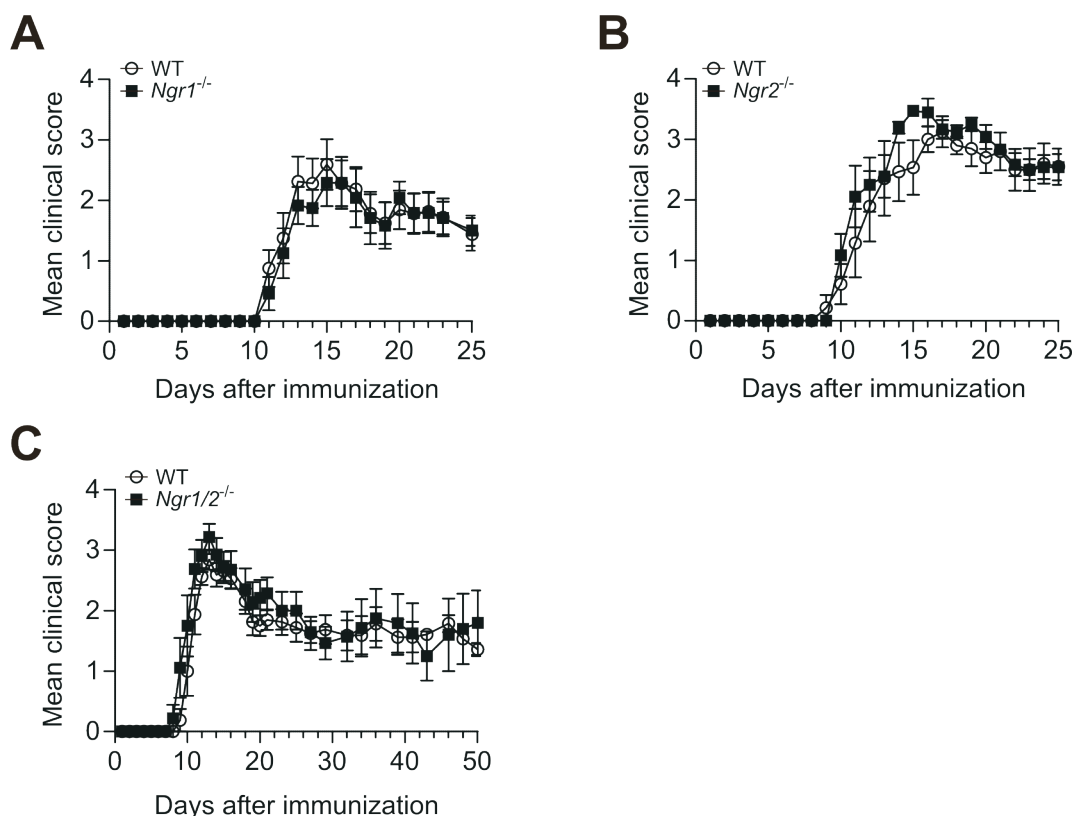 A
WT
Ngr1-/-
Mean clinical score
4
3
2
1
0
0 5 10 15 20 25
Days after immunization
B
WT
Ngr2-/-
Mean clinical score
4
3
2
1
0
0 5 10 15 20 25
Days after immunization
C
WT
Ngr1/2-/-
Mean clinical score
4
3
2
1
0
0 10 20 30 40 50
Days after immunization